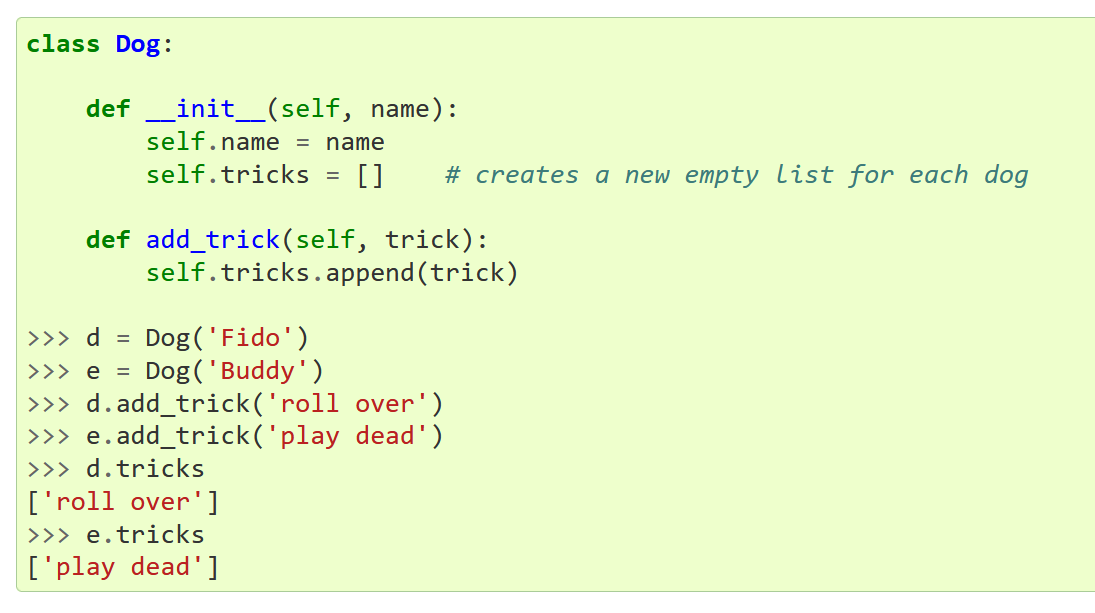 class Dog:
    def __init__(self, name):
        self.name = name
        self.tricks = []    # creates a new empty list for each dog
    def add_trick(self, trick):
        self.tricks.append(trick)
>>> d = Dog('Fido')
>>> e = Dog('Buddy')
>>> d.add_trick('roll over')
>>> e.add_trick('play dead')
>>> d.tricks
['roll over']
>>> e.tricks
['play dead']